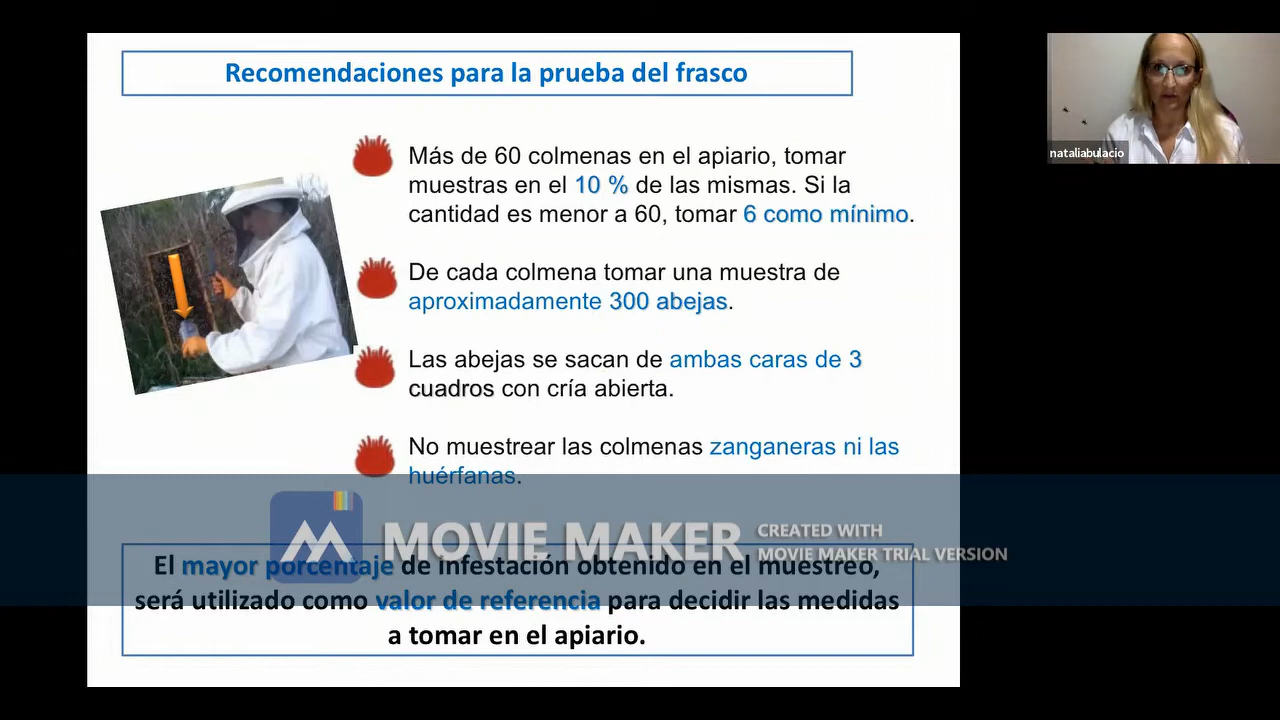 Recomendaciones para la prueba del frasco
Más de 60 colmenas en el apiario, tomar
muestras en el 10 % de las mismas. Si la
cantidad es menor a 60, tomar 6 como mínimo.
De cada colmena tomar una muestra de
aproximadamente 300 abejas.
Las abejas se sacan de ambas caras de 3
cuadros con cría abierta.
No muestrear las colmenas zanganeras ni las
huérfanas.
El mayor porcentaje de infestación obtenido en el muestreo,
será utilizado como valor de referencia para decidir las medidas
a tomar en el apiario.
MOVIE MAKER
CREATED WITH
MOVIE MAKER TRIAL VERSION
nataliabulacio